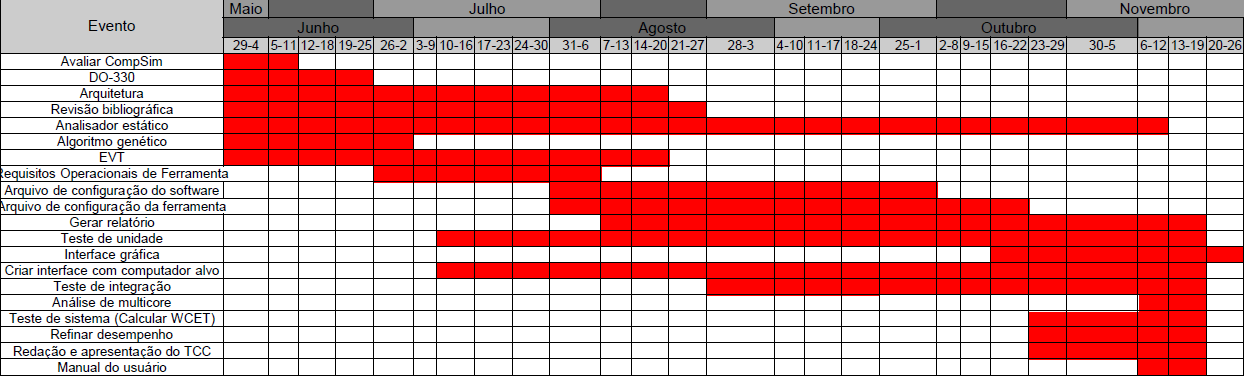 Maio Julho Setembro Novembro
Evento
Junho Agosto Outubro
29-4 5-11 12-18 19-25 26-2 3-9 10-16 17-23 24-30 31-6 7-13 14-20 21-27 28-3 4-10 11-17 18-24 25-1 2-8 9-15 16-22 23-29 30-5 6-12 13-19 20-26
Avaliar CompSim
DO-330
Arquitetura
Revisão bibliográfica
Analisador estático
Algoritmo genético
EVT
Requisitos Operacionais de Ferramenta
Arquivo de configuração do software
Arquivo de configuração da ferramenta
Gerar relatório
Teste de unidade
Interface gráfica
Criar interface com computador alvo
Teste de integração
Análise de multicore
Teste de sistema (Calcular WCET)
Refinar desempenho
Redação e apresentação do TCC
Manual do usuário